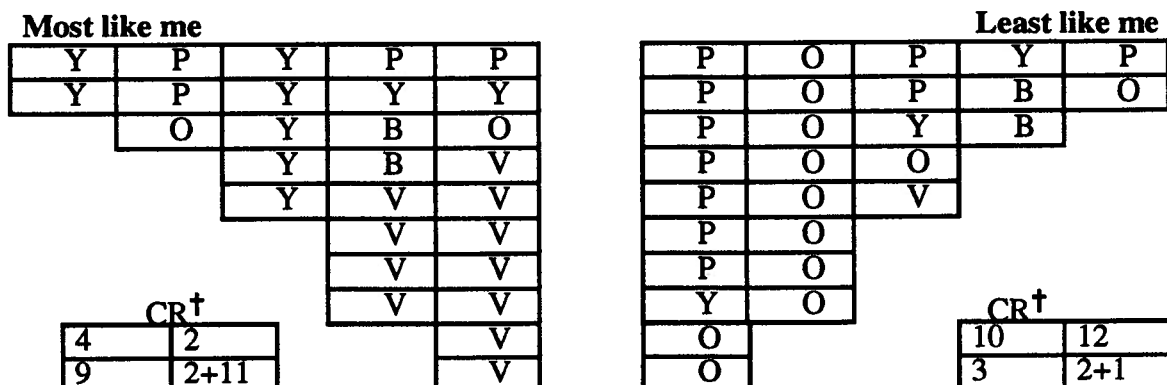 Most like me Least like me
Y P Y P P P O P Y P
Y P Y Y Y P O P B O
O Y B O P O Y B
Y B V P O O
Y V V P O V
V V P O
V V P O
V V Y O
CR† CR†
4 2 V O 10 12
9 2+11 V O 3 2+1